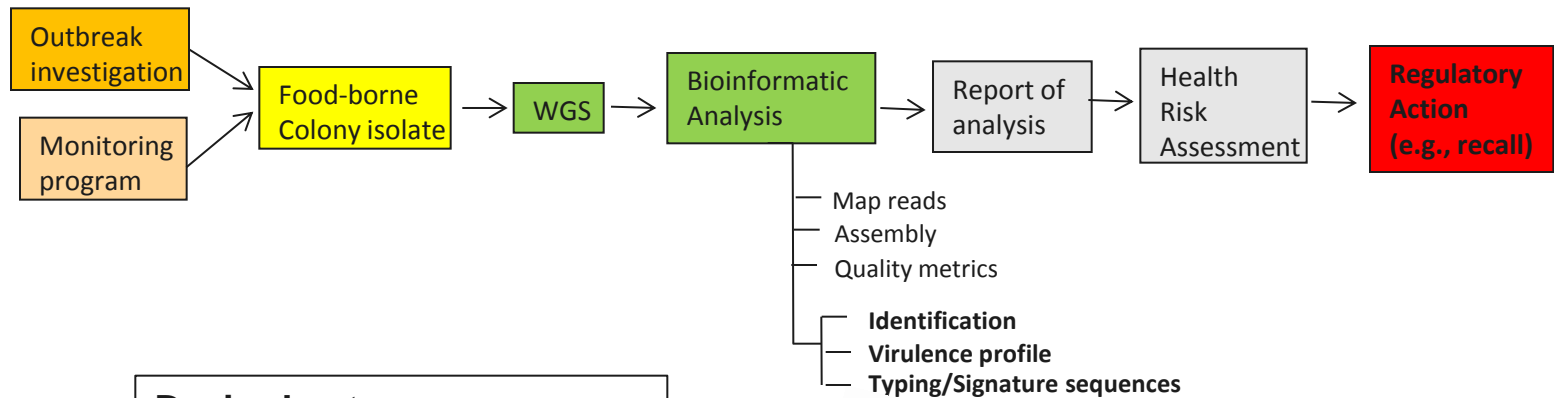 Outbreak
investigation
Monitoring
program
Food-borne
Colony isolate
WGS
Bioinformatic
Analysis
Report of
analysis
Health
Risk
Assessment
Regulatory
Action
(e.g., recall)
Map reads
Assembly
Quality metrics
Identification
Virulence profile
Typing/Signature sequences